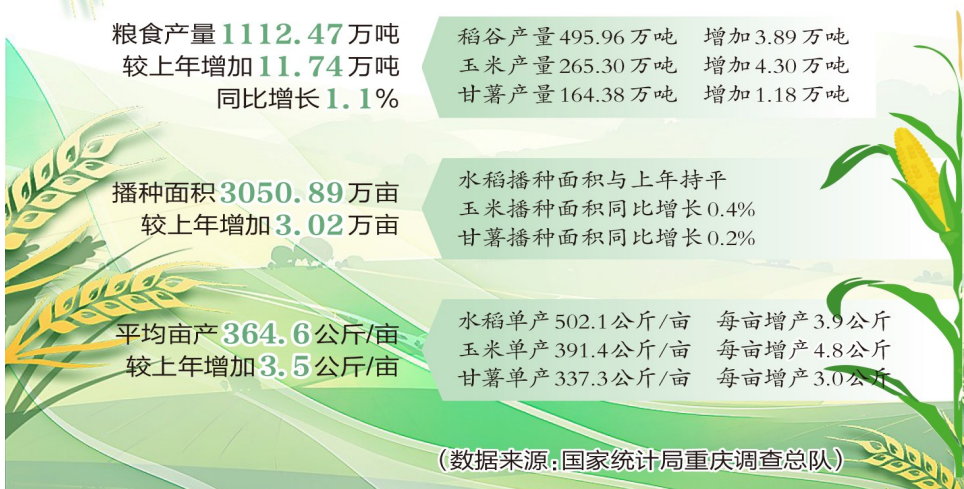 粮食产量1112.47万吨
较上年增加11.74万吨
同比增长1.1%
稻谷产量495.96万吨 增加3.89万吨
玉米产量265.30万吨 增加4.30万吨
甘薯产量164.38万吨 增加1.18万吨
播种面积3050.89万亩
较上年增加3.02万亩
水稻播种面积与上年持平
玉米播种面积同比增长0.4%
甘薯播种面积同比增长0.2%
平均亩产364.6公斤/亩
较上年增加3.5公斤/亩
水稻单产502.1公斤/亩 每亩增产3.9公斤
玉米单产391.4公斤/亩 每亩增产4.8公斤
甘薯单产337.3公斤/亩 每亩增产3.0公斤
（数据来源：国家统计局重庆调查总队）